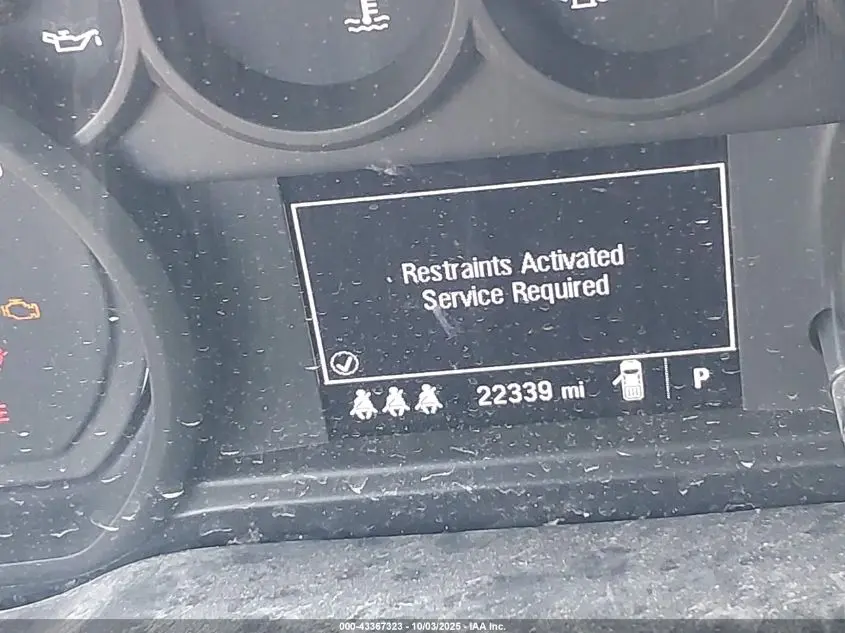 Restraints Activated
Service Required
22339 mi
P
000-43367323 - 10/03/2025 - IAA Inc.